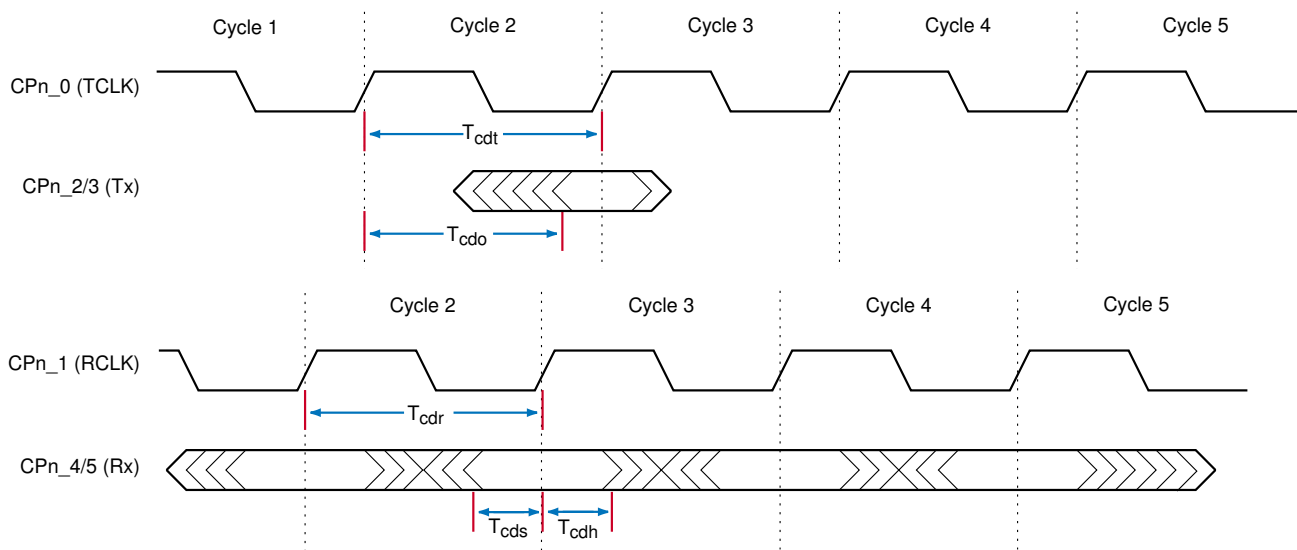 Cycle 1 Cycle 2 Cycle 3 Cycle 4 Cycle 5
CPn_0 (TCLK)
Tcdt
CPn_2/3 (Tx)
Tcdo
Cycle 2 Cycle 3 Cycle 4 Cycle 5
CPn_1 (RCLK)
Tcdr
CPn_4/5 (Rx)
Tcds Tcdh